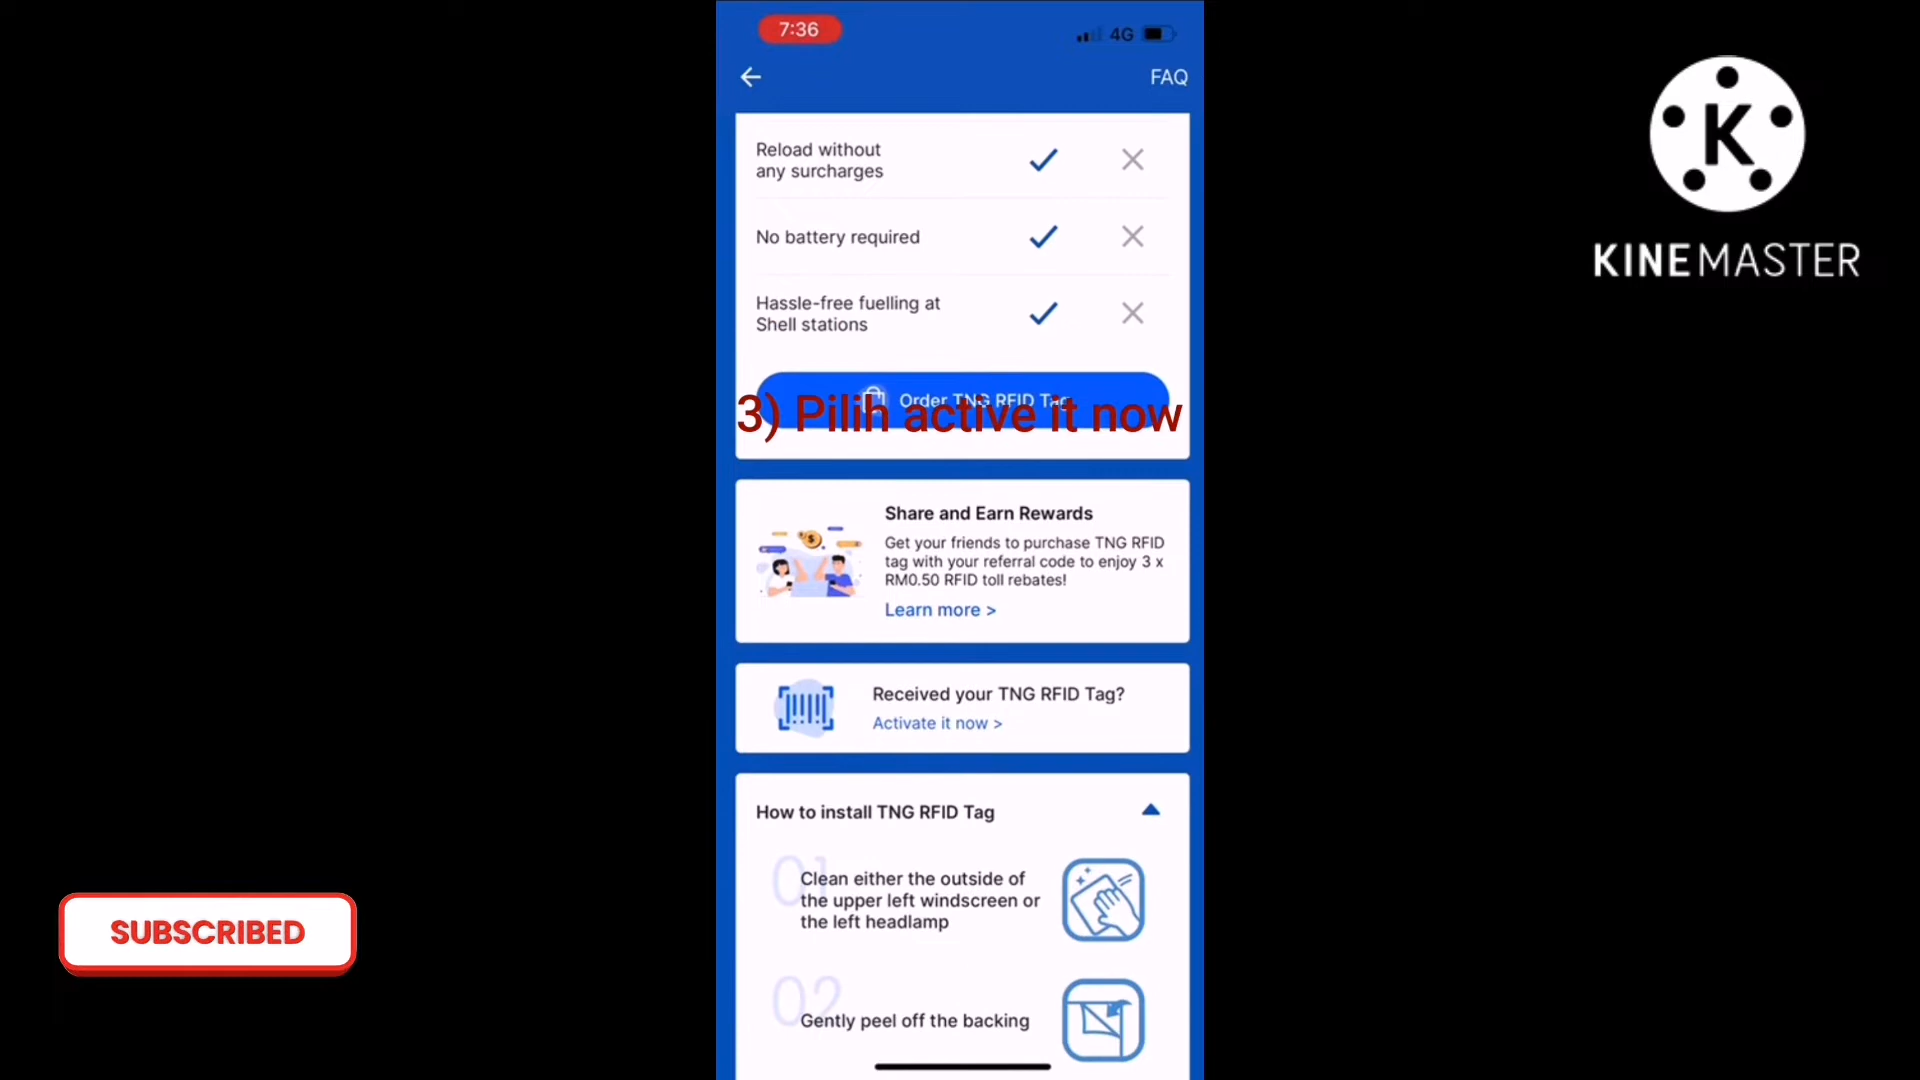 7:36
4G
FAQ
KINEMASTER
Reload without
any surcharges
No battery required
Hassle-free fuelling at
Shell stations
Order TNG RFID Tag
3) Pilih active it now
Share and Earn Rewards
Get your friends to purchase TNG RFID
tag with your referral code to enjoy 3 x
RM0.50 RFID toll rebates!
Learn more >
Received your TNG RFID Tag?
Activate it now >
How to install TNG RFID Tag
01
Clean either the outside of
the upper left windscreen or
the left headlamp
02
Gently peel off the backing
SUBSCRIBED